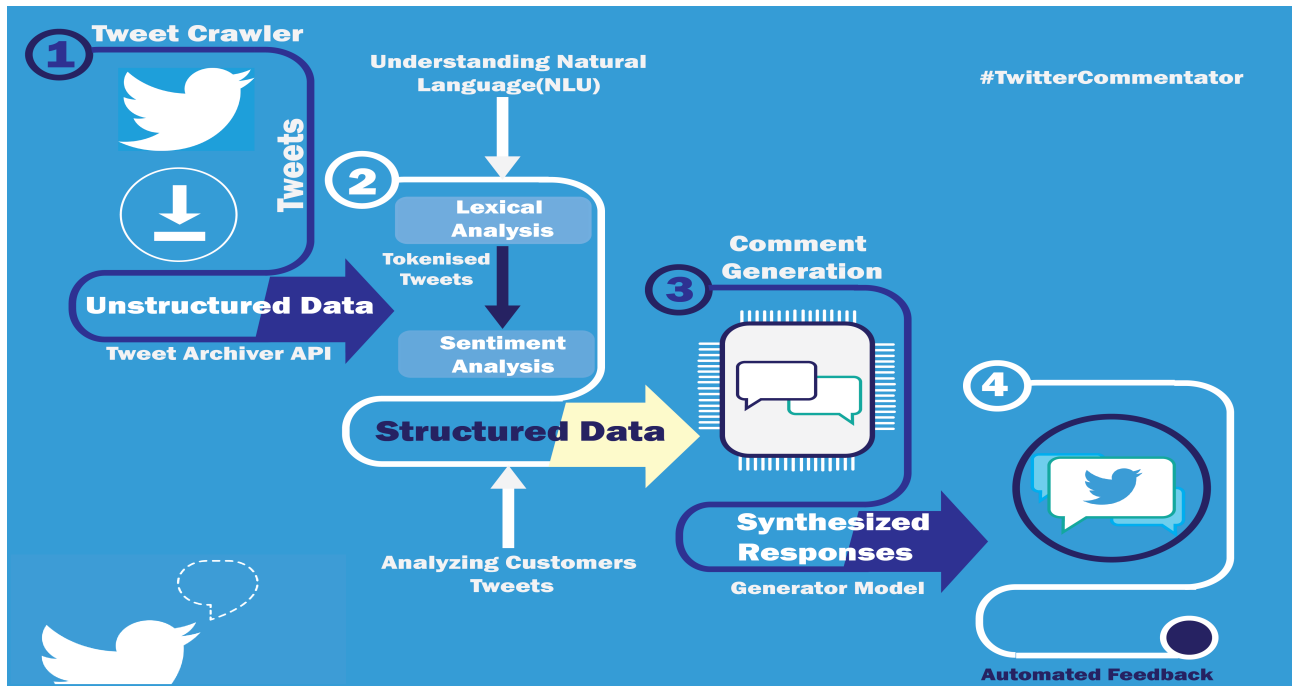 1
Tweet Crawler
Tweets
Unstructured Data
Tweet Archiver API
Understanding Natural
Language(NLU)
#TwitterCommentator
2
Lexical
Analysis
Tokenised
Tweets
Sentiment
Analysis
Structured Data
Analyzing Customers
Tweets
Comment
Generation
3
Synthesized
Responses
Generator Model
4
Automated Feedback